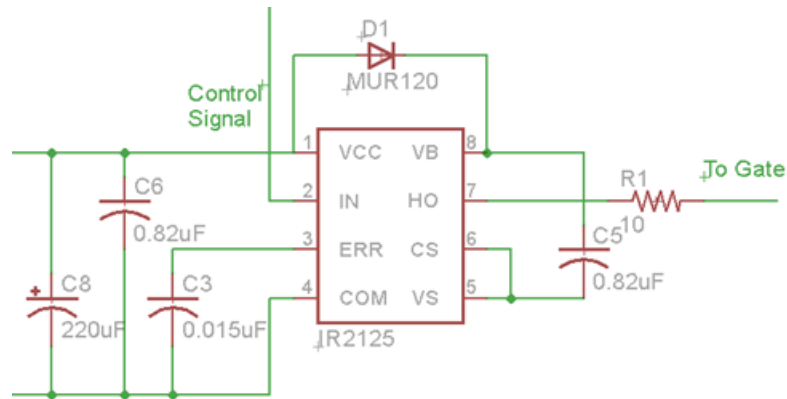 D1
MUR120
Control
Signal
1 VCC VB 8
2 IN HO 7
3 ERR CS 6
4 COM VS 5
IR2125
C6
0.82uF
C8
220uF
C3
0.015uF
R1
10
To Gate
C5
0.82uF
+